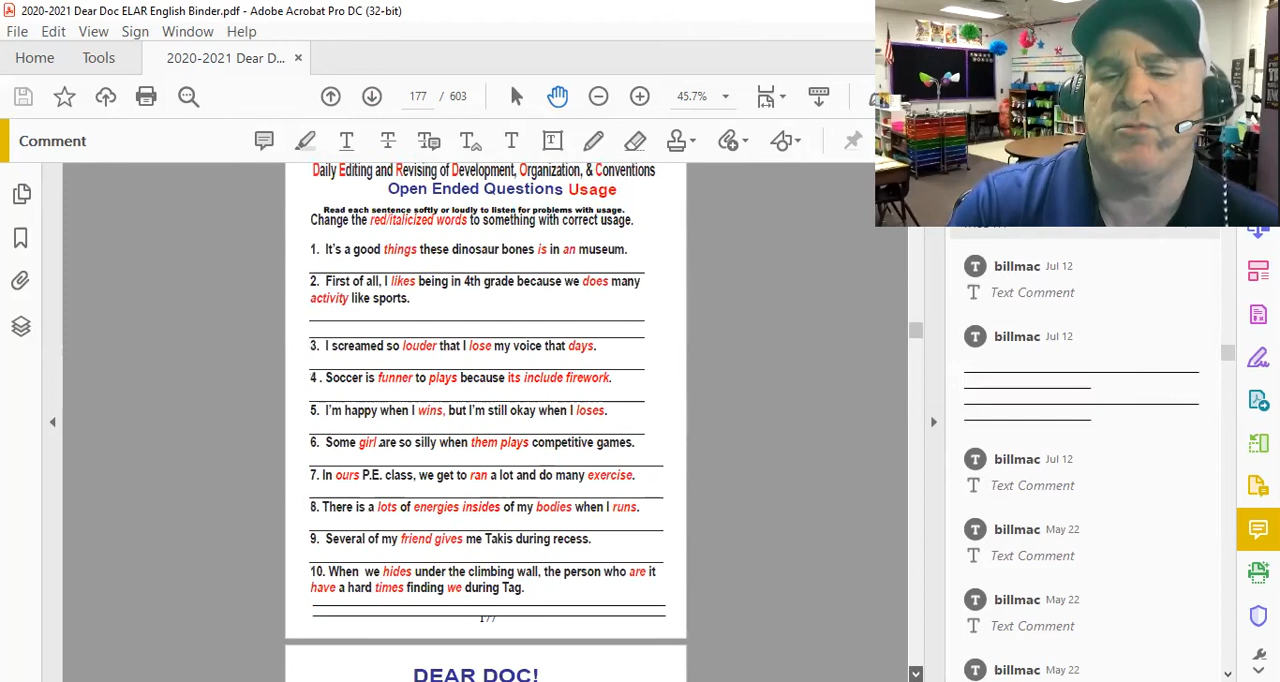 2020-2021 Dear Doc ELAR English Binder.pdf - Adobe Acrobat Pro DC (32-bit)
File Edit View Sign Window Help
Home Tools 2020-2021 Dear D... ×
177 / 603 45.7%
Comment
Daily Editing and Revising of Development, Organization, & Conventions
Open Ended Questions Usage
Read each sentence softly or loudly to listen for problems with usage.
Change the red/italicized words to something with correct usage.
1. It's a good things these dinosaur bones is in an museum.
2. First of all, I likes being in 4th grade because we does many
activity like sports.
3. I screamed so louder that I lose my voice that days.
4 . Soccer is funner to plays because its include firework.
5. I'm happy when I wins, but I'm still okay when I loses.
6. Some girl are so silly when them plays competitive games.
7. In ours P.E. class, we get to ran a lot and do many exercise.
8. There is a lots of energies insides of my bodies when I runs.
9. Several of my friend gives me Takis during recess.
10. When we hides under the climbing wall, the person who are it
have a hard times finding we during Tag.
177
DEAR DOC!
billmac Jul 12
Text Comment
billmac Jul 12
billmac Jul 12
Text Comment
billmac May 22
Text Comment
billmac May 22
Text Comment
billmac May 22